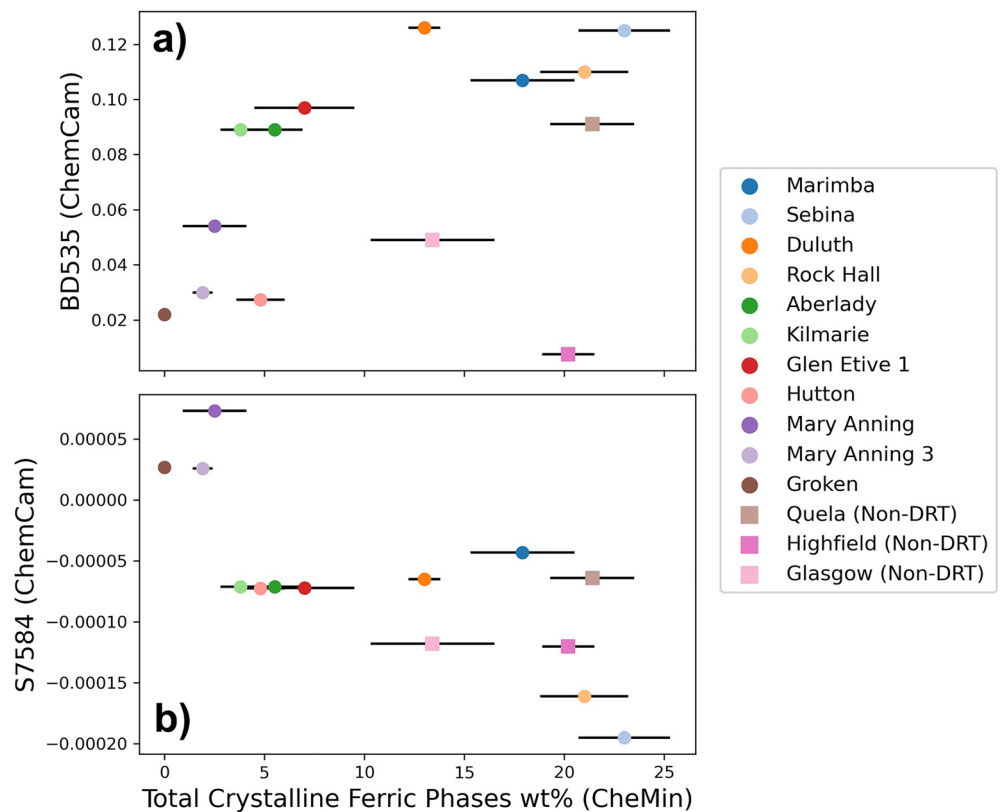 a)
0.12
0.10
0.08
0.06
0.04
0.02
BD535 (ChemCam)
0.00005
0.00000
−0.00005
−0.00010
−0.00015
−0.00020
S7584 (ChemCam)
b)
0 5 10 15 20 25
Total Crystalline Ferric Phases wt% (CheMin)
Marimba
Sebina
Duluth
Rock Hall
Aberlady
Kilmarie
Glen Etive 1
Hutton
Mary Anning
Mary Anning 3
Groken
Quela (Non-DRT)
Highfield (Non-DRT)
Glasgow (Non-DRT)